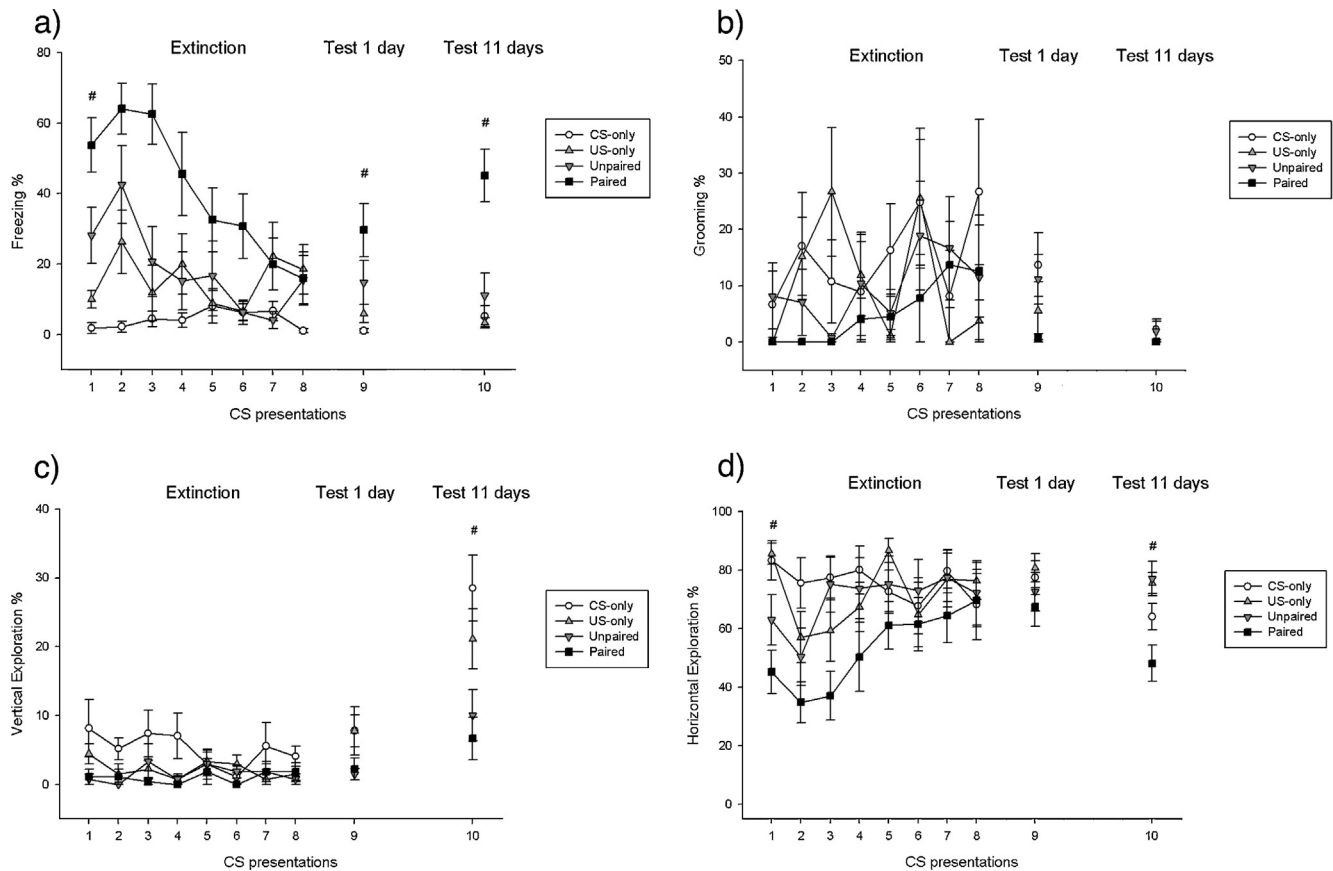 a)
Extinction
Test 1 day
Test 11 days
80
60
40
20
0
Freezing %
#
#
#
CS-only
US-only
Unpaired
Paired
1 2 3 4 5 6 7 8 9 10
CS presentations
b)
Extinction
Test 1 day
Test 11 days
50
40
30
20
10
0
Grooming %
CS-only
US-only
Unpaired
Paired
1 2 3 4 5 6 7 8 9 10
CS presentations
c)
Extinction
Test 1 day
Test 11 days
40
30
20
10
0
Vertical Exploration %
#
CS-only
US-only
Unpaired
Paired
1 2 3 4 5 6 7 8 9 10
CS presentations
d)
Extinction
Test 1 day
Test 11 days
100
80
60
40
20
0
Horizontal Exploration %
#
#
CS-only
US-only
Unpaired
Paired
1 2 3 4 5 6 7 8 9 10
CS presentations